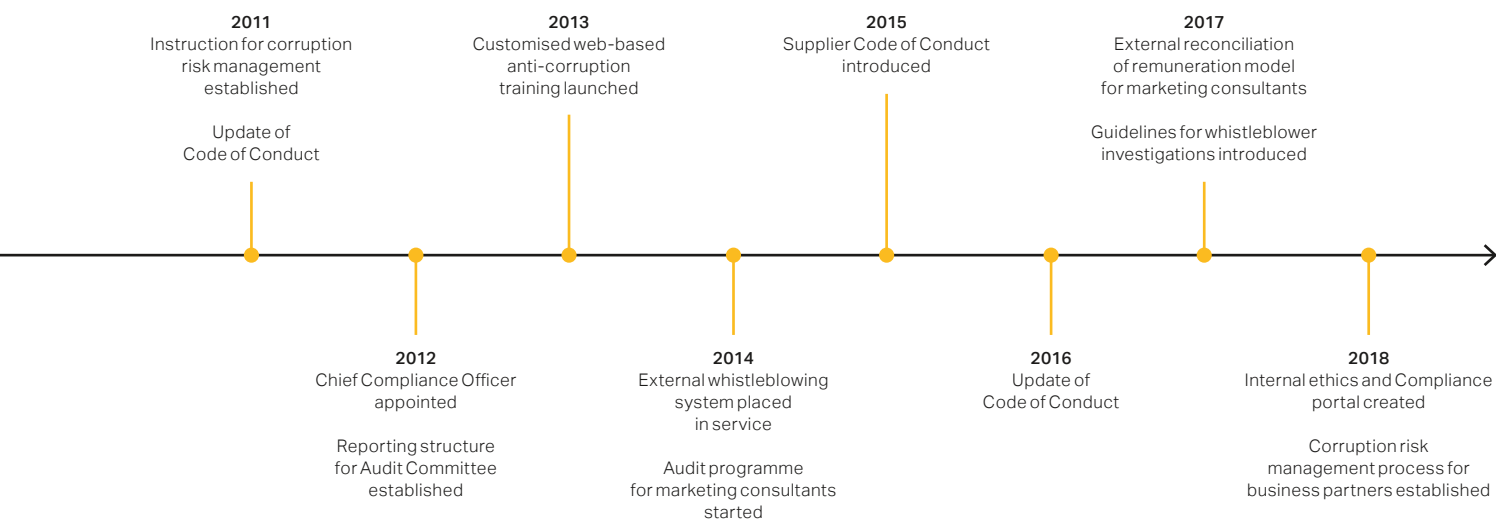 2011
Instruction for corruption
risk management
established
Update of
Code of Conduct
2013
Customised web-based
anti-corruption
training launched
2015
Supplier Code of Conduct
introduced
2017
External reconciliation
of remuneration model
for marketing consultants
Guidelines for whistleblower
investigations introduced
2012
Chief Compliance Officer
appointed
Reporting structure
for Audit Committee
established
2014
External whistleblowing
system placed
in service
Audit programme
for marketing consultants
started
2016
Update of
Code of Conduct
2018
Internal ethics and Compliance
portal created
Corruption risk
management process for
business partners established